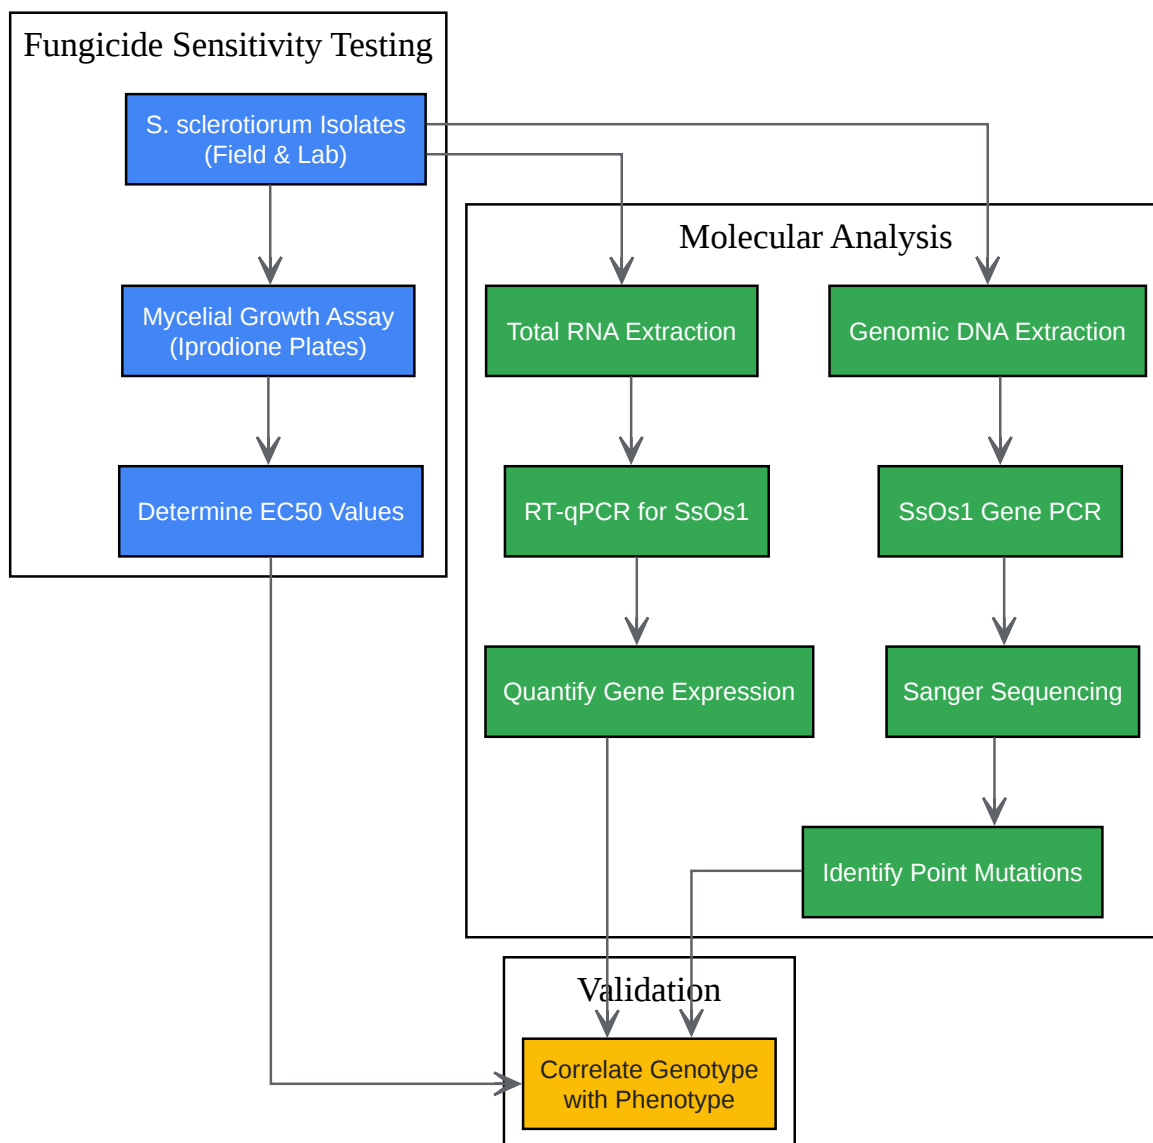 Fungicide Sensitivity Testing
S. sclerotiorum Isolates
(Field & Lab)
Mycelial Growth Assay
(Iprodione Plates)
Determine EC50 Values
Molecular Analysis
Total RNA Extraction
Genomic DNA Extraction
RT-qPCR for SsOs1
SsOs1 Gene PCR
Quantify Gene Expression
Sanger Sequencing
Identify Point Mutations
Validation
Correlate Genotype
with Phenotype